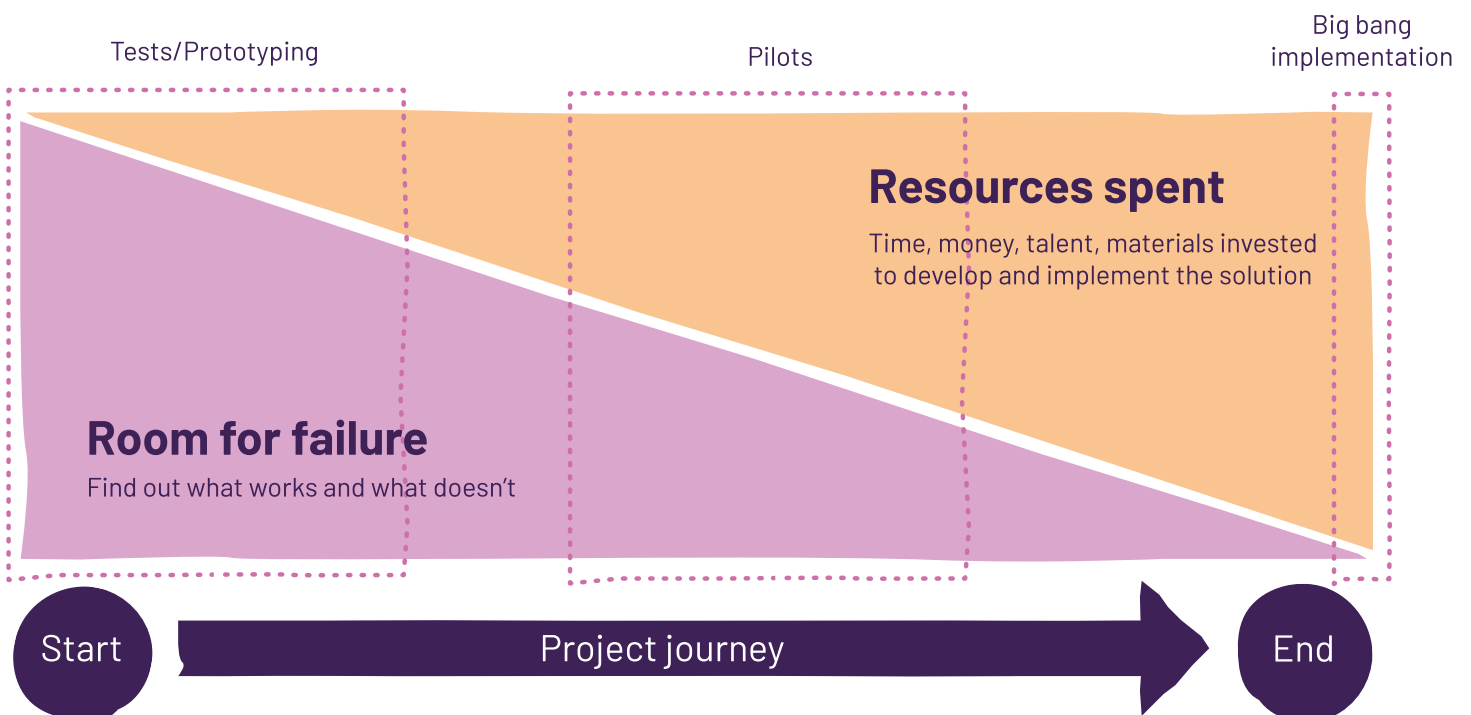 Tests/Prototyping
Pilots
Big bang
implementation
Resources spent
Time, money, talent, materials invested
to develop and implement the solution
Room for failure
Find out what works and what doesn’t
Start
Project journey
End